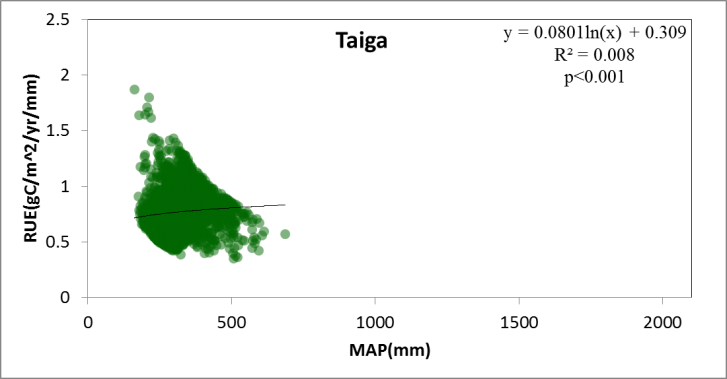 Taiga
y = 0.0801ln(x) + 0.309
R² = 0.008
p<0.001
RUE(gC/m^2/yr/mm)
2.5
2
1.5
1
0.5
0
0 500 1000 1500 2000
MAP(mm)